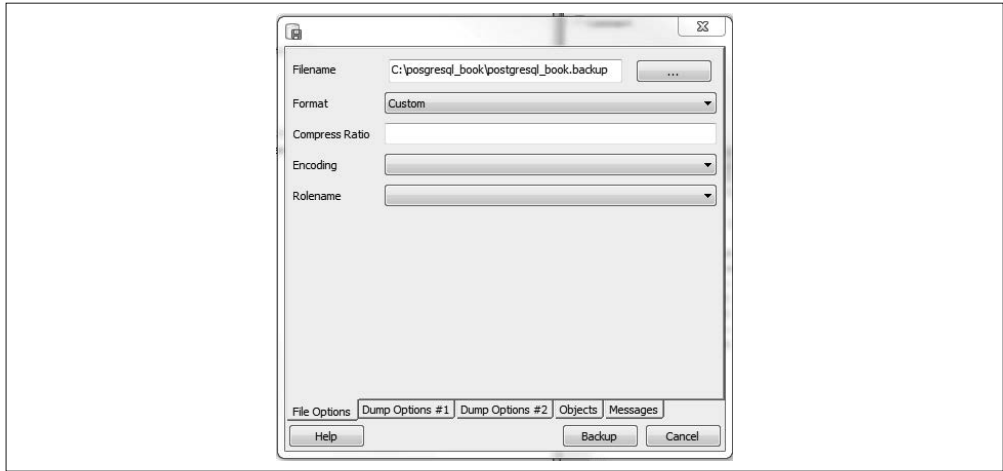 Filename C:\posgresql_book\postgresql_book.backup ...
Format Custom
Compress Ratio
Encoding
Rolename
File Options Dump Options #1 Dump Options #2 Objects Messages
Help Backup Cancel